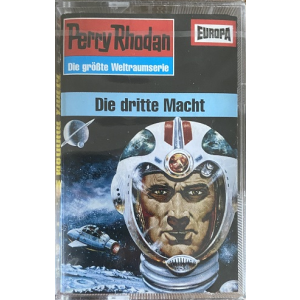 Perry Rhodan
EUROPA
Die größte Weltraumserie
Die dritte Macht